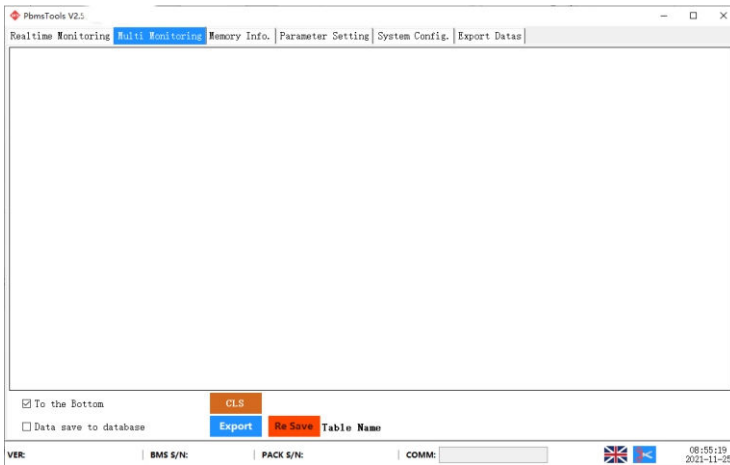 PbmsTools V2.5
Realtime Monitoring Multi Monitoring Memory Info. Parameter Setting System Config. Export Datas
To the Bottom CLS
Data save to database Export Re Save Table Name
VER: BMS S/N: PACK S/N: COMM: 08:55:19
2021-11-25